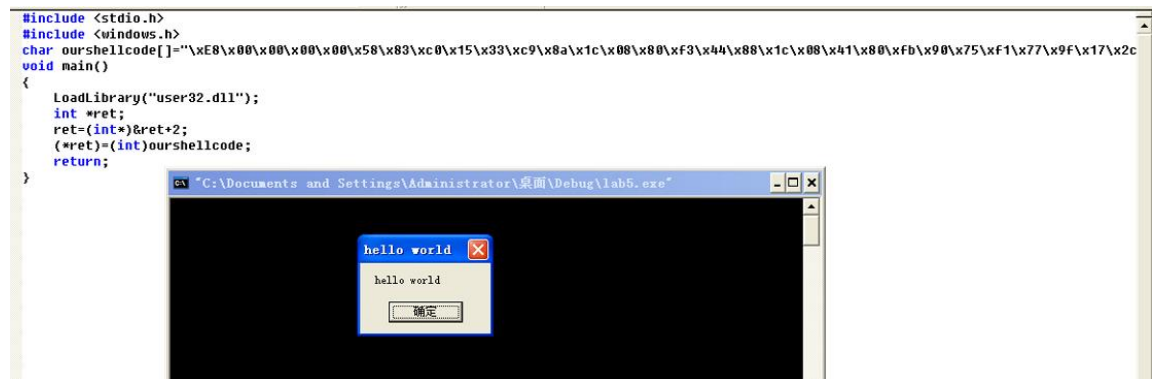 #include <stdio.h>
#include <windows.h>
char ourshellcode[]="\xE8\x00\x00\x00\x00\x58\x83\xc0\x15\x33\xc9\x8a\x1c\x08\x80\xf3\x44\x88\x1c\x08\x41\x80\xfb\x90\x75\xf1\x77\x9f\x17\x2c
void main()
{
LoadLibrary("user32.dll");
int *ret;
ret=(int*)&ret+2;
(*ret)=(int)ourshellcode;
return;
}
"C:\Documents and Settings\Administrator\桌面\Debug\lab5.exe"
hello world
hello world
确定